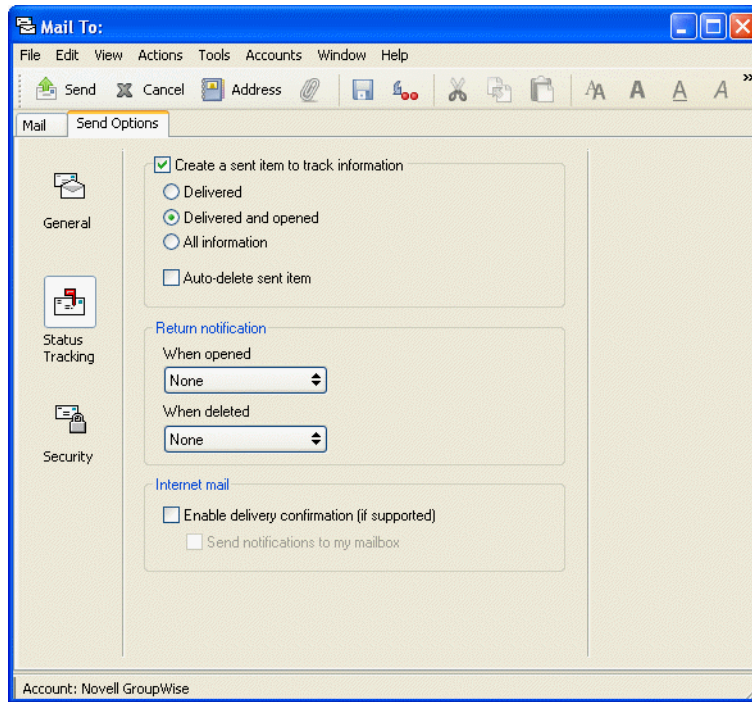 Mail To:
File Edit View Actions Tools Accounts Window Help
Send Cancel Address A A A A A
Mail Send Options
General
Status
Tracking
Security
Create a sent item to track information
Delivered
Delivered and opened
All information
Auto-delete sent item
Return notification
When opened
None
When deleted
None
Internet mail
Enable delivery confirmation (if supported)
Send notifications to my mailbox
Account: Novell GroupWise